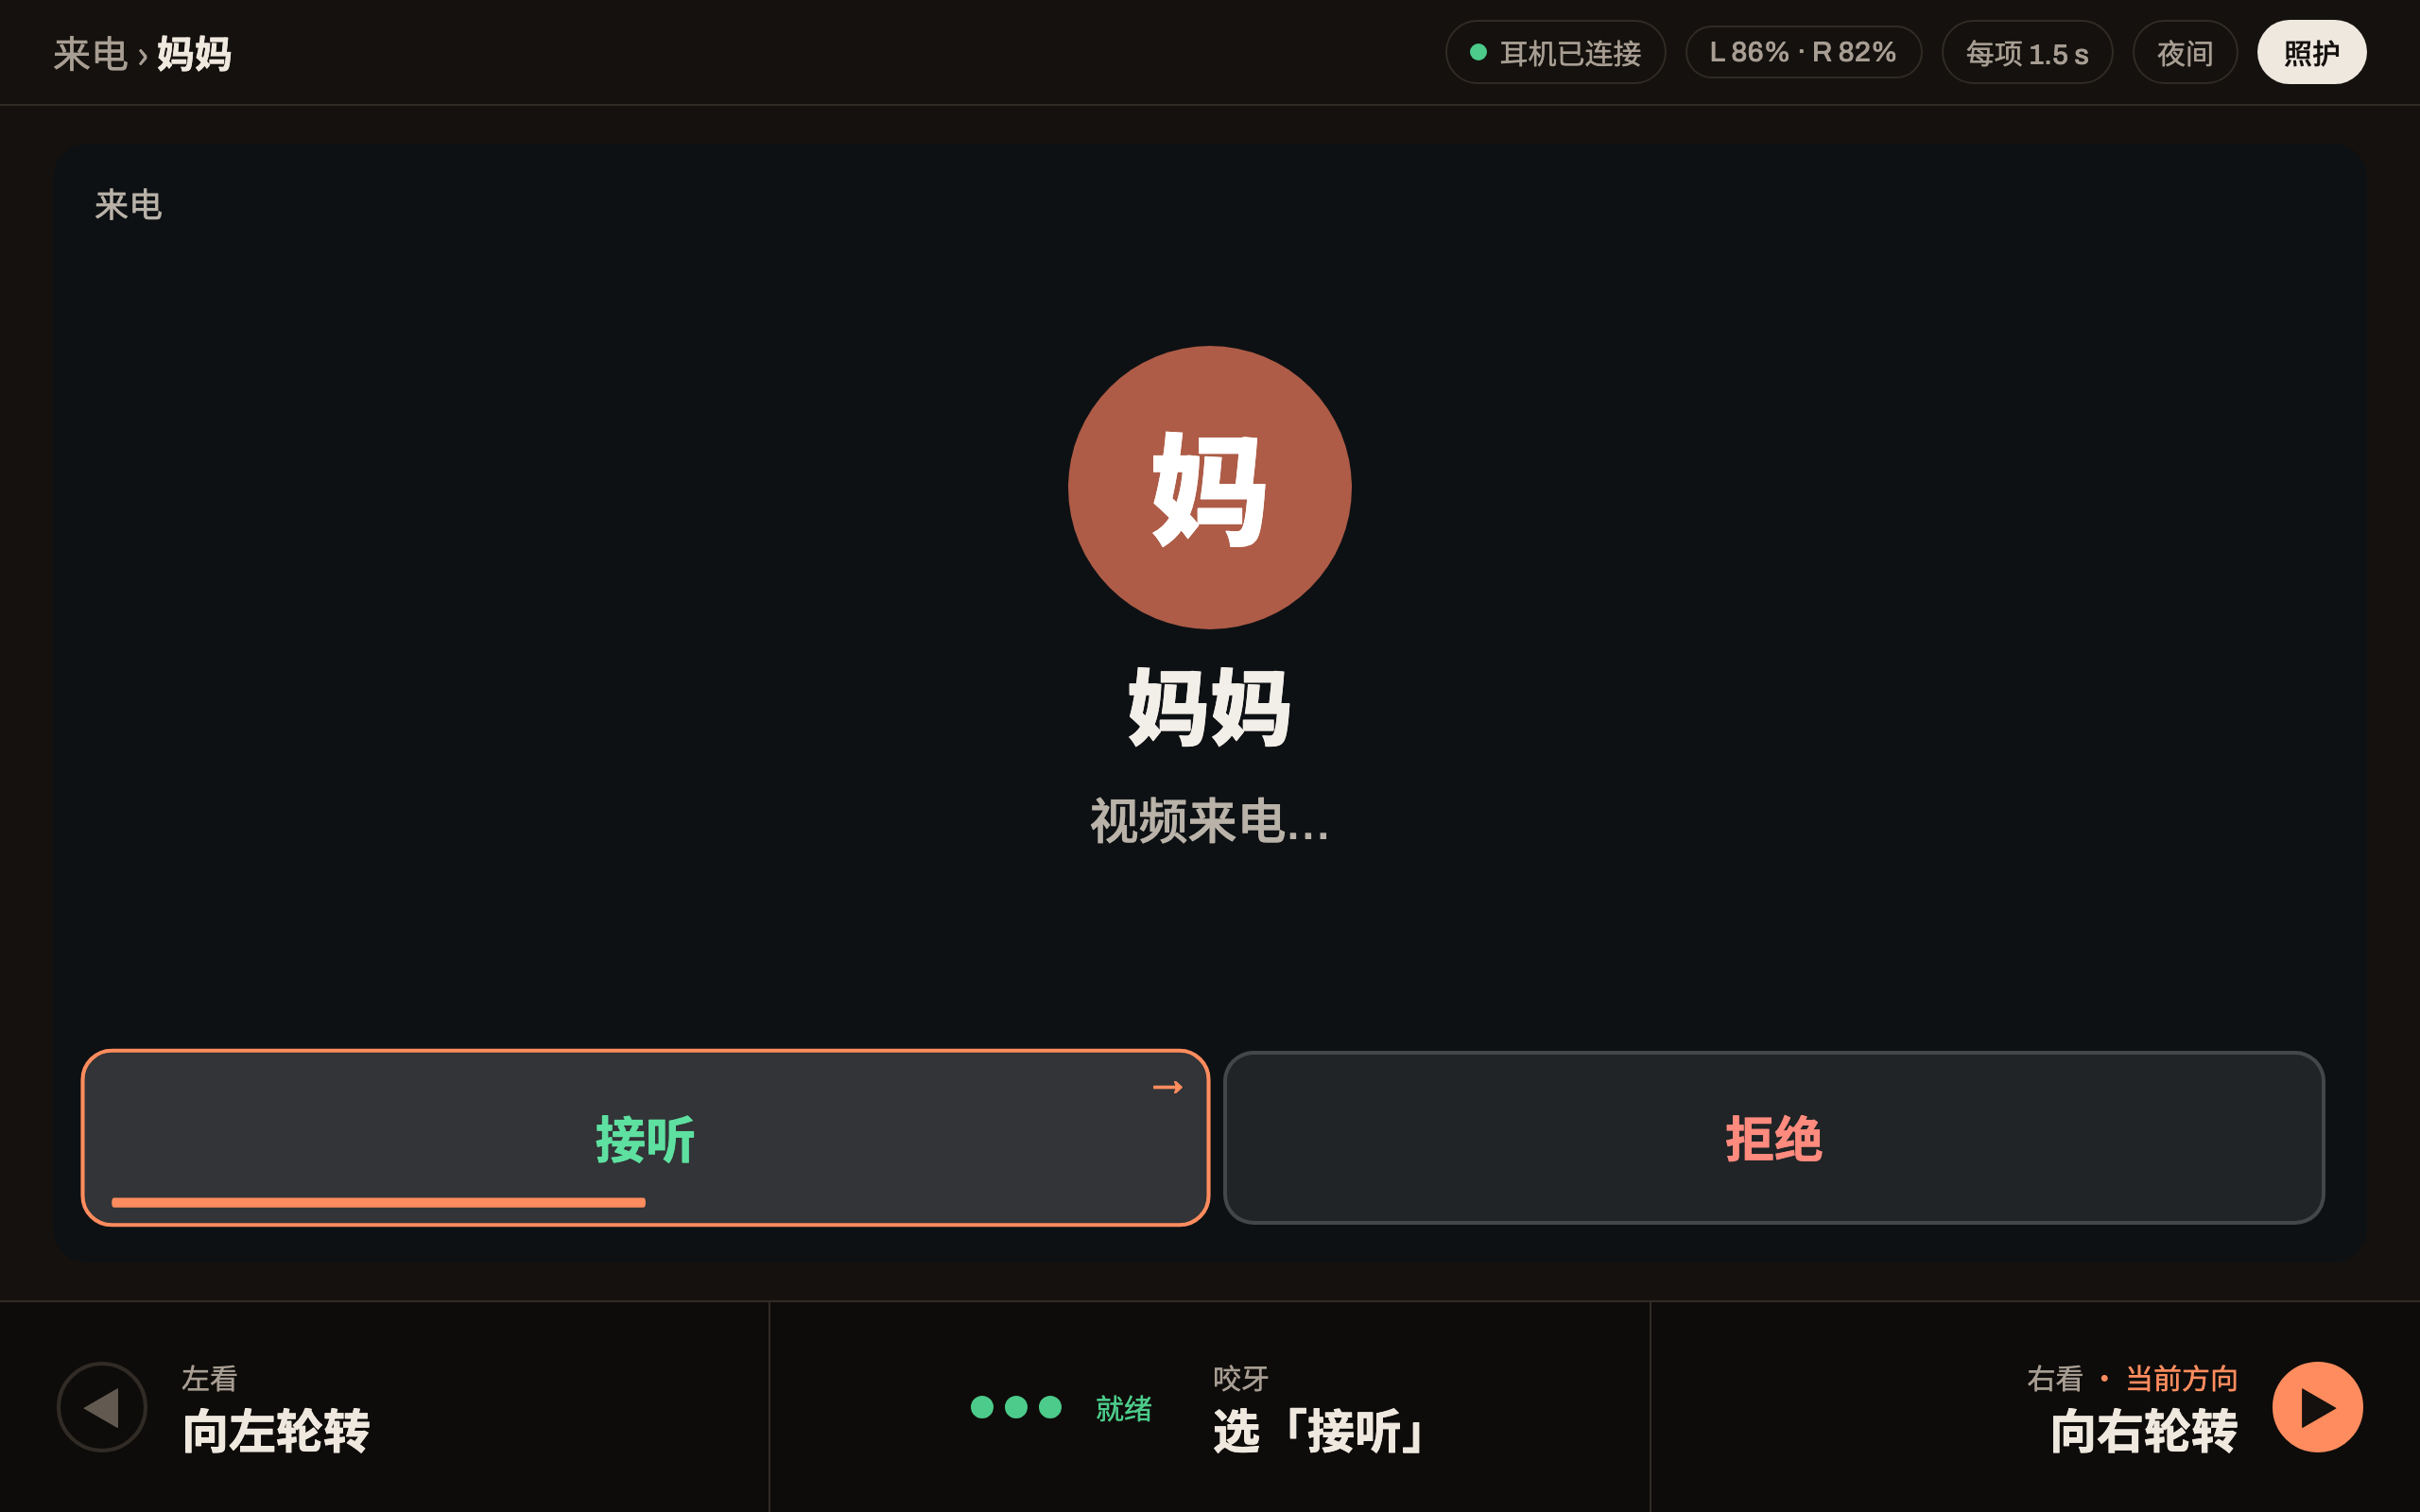 来电 › 妈妈
耳机已连接
L 86% · R 82%
每项 1.5 s
夜间
照护
来电
妈
妈妈
视频来电...
→
接听
拒绝
左看
向左轮转
就绪
咬牙
选「接听」
右看 · 当前方向
向右轮转